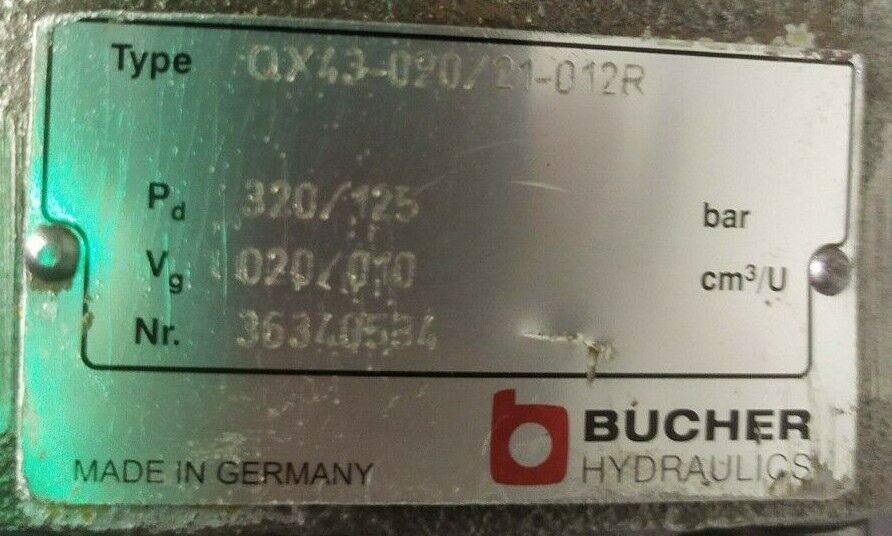 Type QX43-020/21-012R
Pd 320/125 bar
Vg 020/010 cm³/U
Nr. 36340534
BUCHER
HYDRAULICS
MADE IN GERMANY